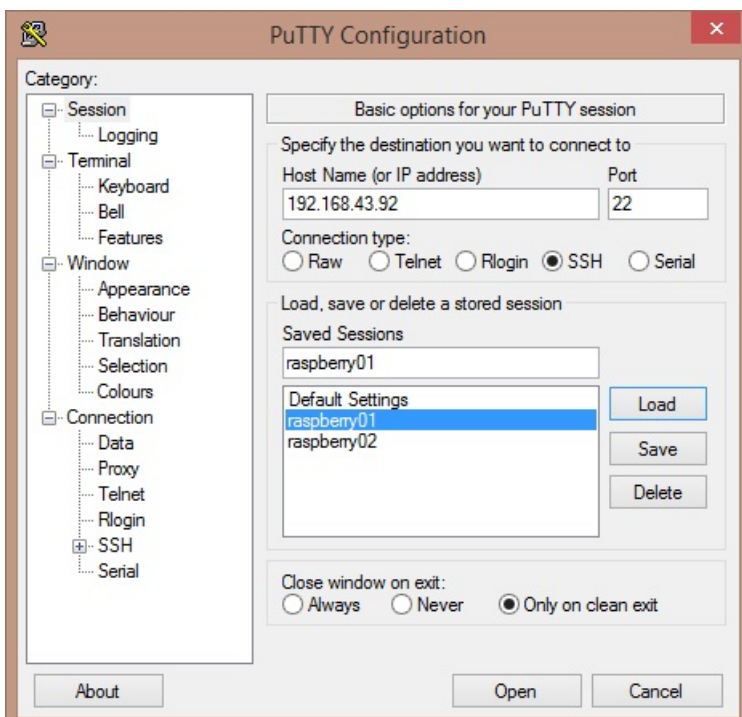 PuTTY Configuration
Category:
Session
Logging
Terminal
Keyboard
Bell
Features
Window
Appearance
Behaviour
Translation
Selection
Colours
Connection
Data
Proxy
Telnet
Rlogin
SSH
Serial
Basic options for your PuTTY session
Specify the destination you want to connect to
Host Name (or IP address) Port
192.168.43.92 22
Connection type:
Raw Telnet Rlogin SSH Serial
Load, save or delete a stored session
Saved Sessions
raspberry01
Default Settings
raspberry01
raspberry02
Load
Save
Delete
Close window on exit:
Always Never Only on clean exit
About Open Cancel